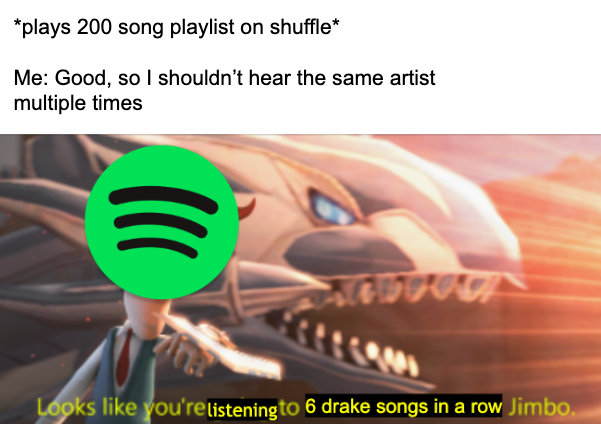 *plays 200 song playlist on shuffle*
Me: Good, so I shouldn’t hear the same artist
multiple times
Looks like you're listening to 6 drake songs in a row Jimbo.